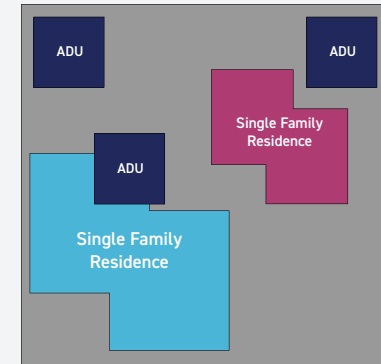 ADU
ADU
Single Family
Residence
ADU
Single Family
Residence